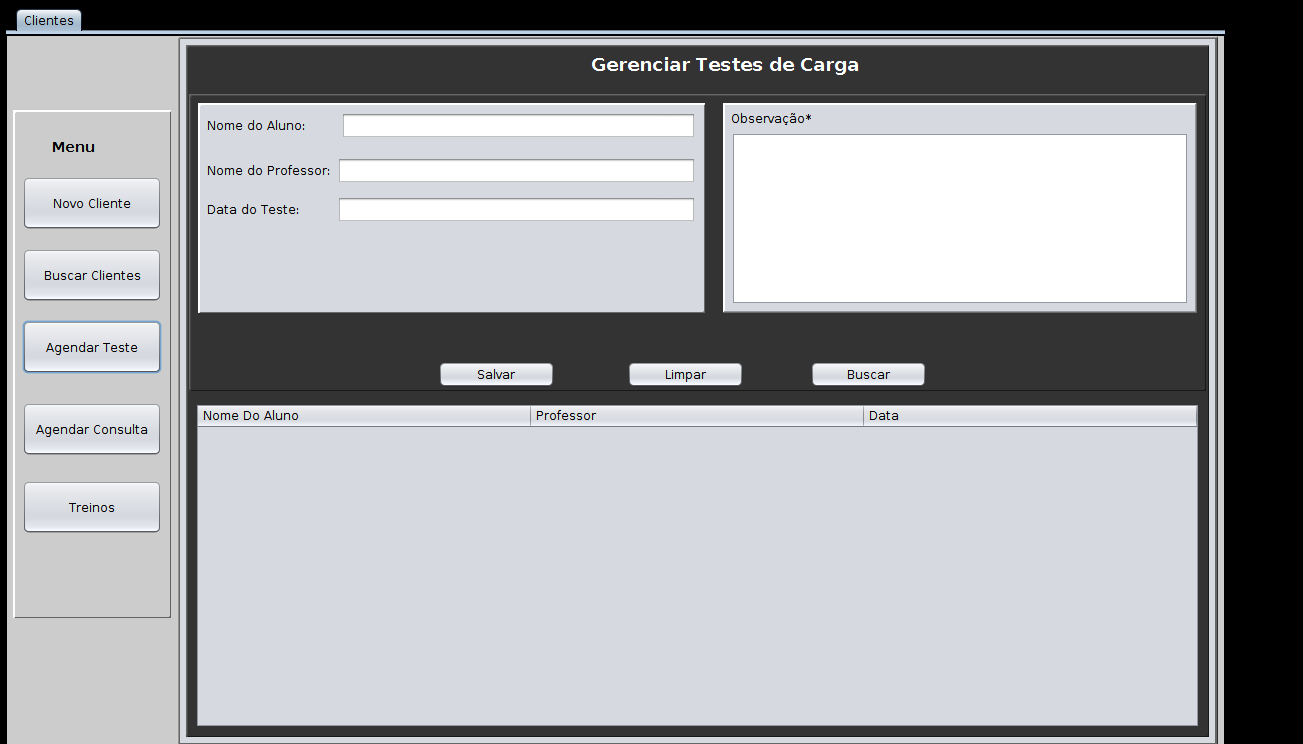 Clientes
Gerenciar Testes de Carga
Menu
Novo Cliente
Buscar Clientes
Agendar Teste
Agendar Consulta
Treinos
Nome do Aluno:
Nome do Professor:
Data do Teste:
Observação*
Salvar Limpar Buscar
Nome Do Aluno Professor Data